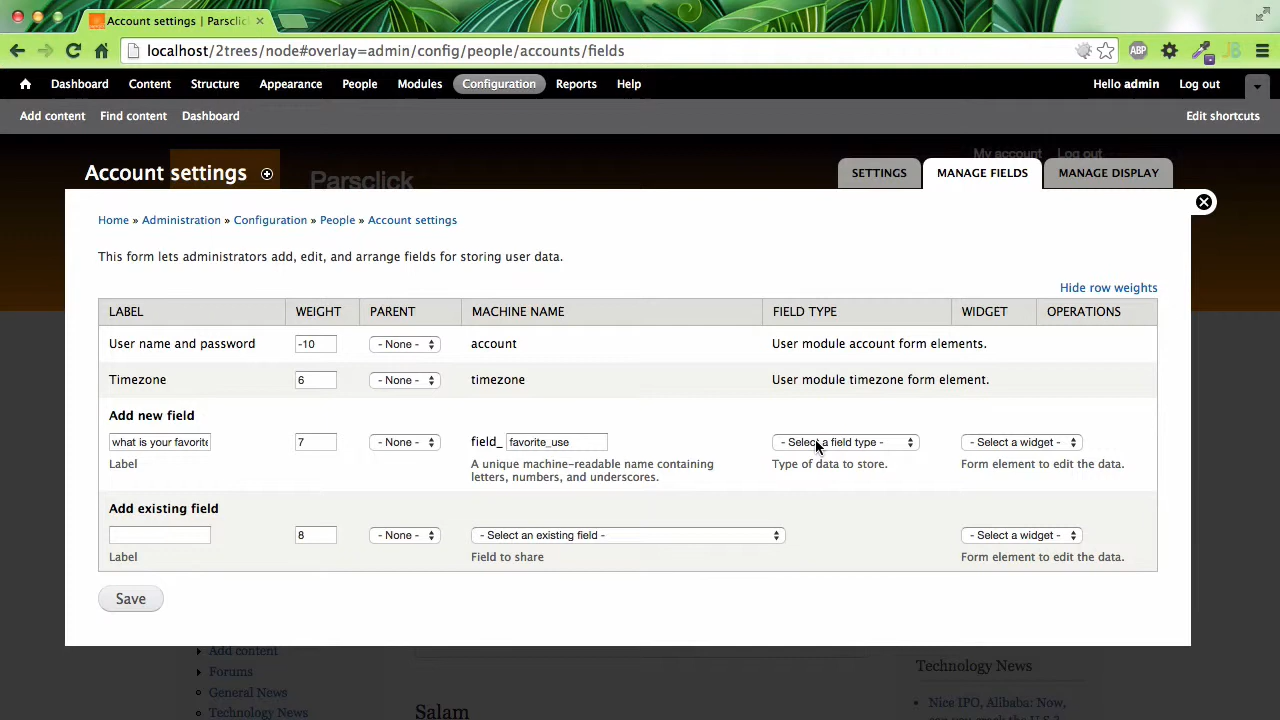 Account settings | Parsclick
localhost/2trees/node#overlay=admin/config/people/accounts/fields
ABP
JB
Dashboard Content Structure Appearance People Modules Configuration Reports Help Hello admin Log out
Add content Find content Dashboard Edit shortcuts
My account Log out
Account settings Parsclick SETTINGS MANAGE FIELDS MANAGE DISPLAY
Home » Administration » Configuration » People » Account settings
This form lets administrators add, edit, and arrange fields for storing user data.
Hide row weights
LABEL WEIGHT PARENT MACHINE NAME FIELD TYPE WIDGET OPERATIONS
User name and password -10 - None - account User module account form elements.
Timezone 6 - None - timezone User module timezone form element.
Add new field
what is your favorite 7 - None - field_ favorite_use - Select a field type - - Select a widget -
Label A unique machine-readable name containing Type of data to store. Form element to edit the data.
letters, numbers, and underscores.
Add existing field
8 - None - - Select an existing field - - Select a widget -
Label Field to share Form element to edit the data.
Save
Add content
Forums
General News
Technology News
Technology News
Nice IPO, Alibaba: Now,
Salam